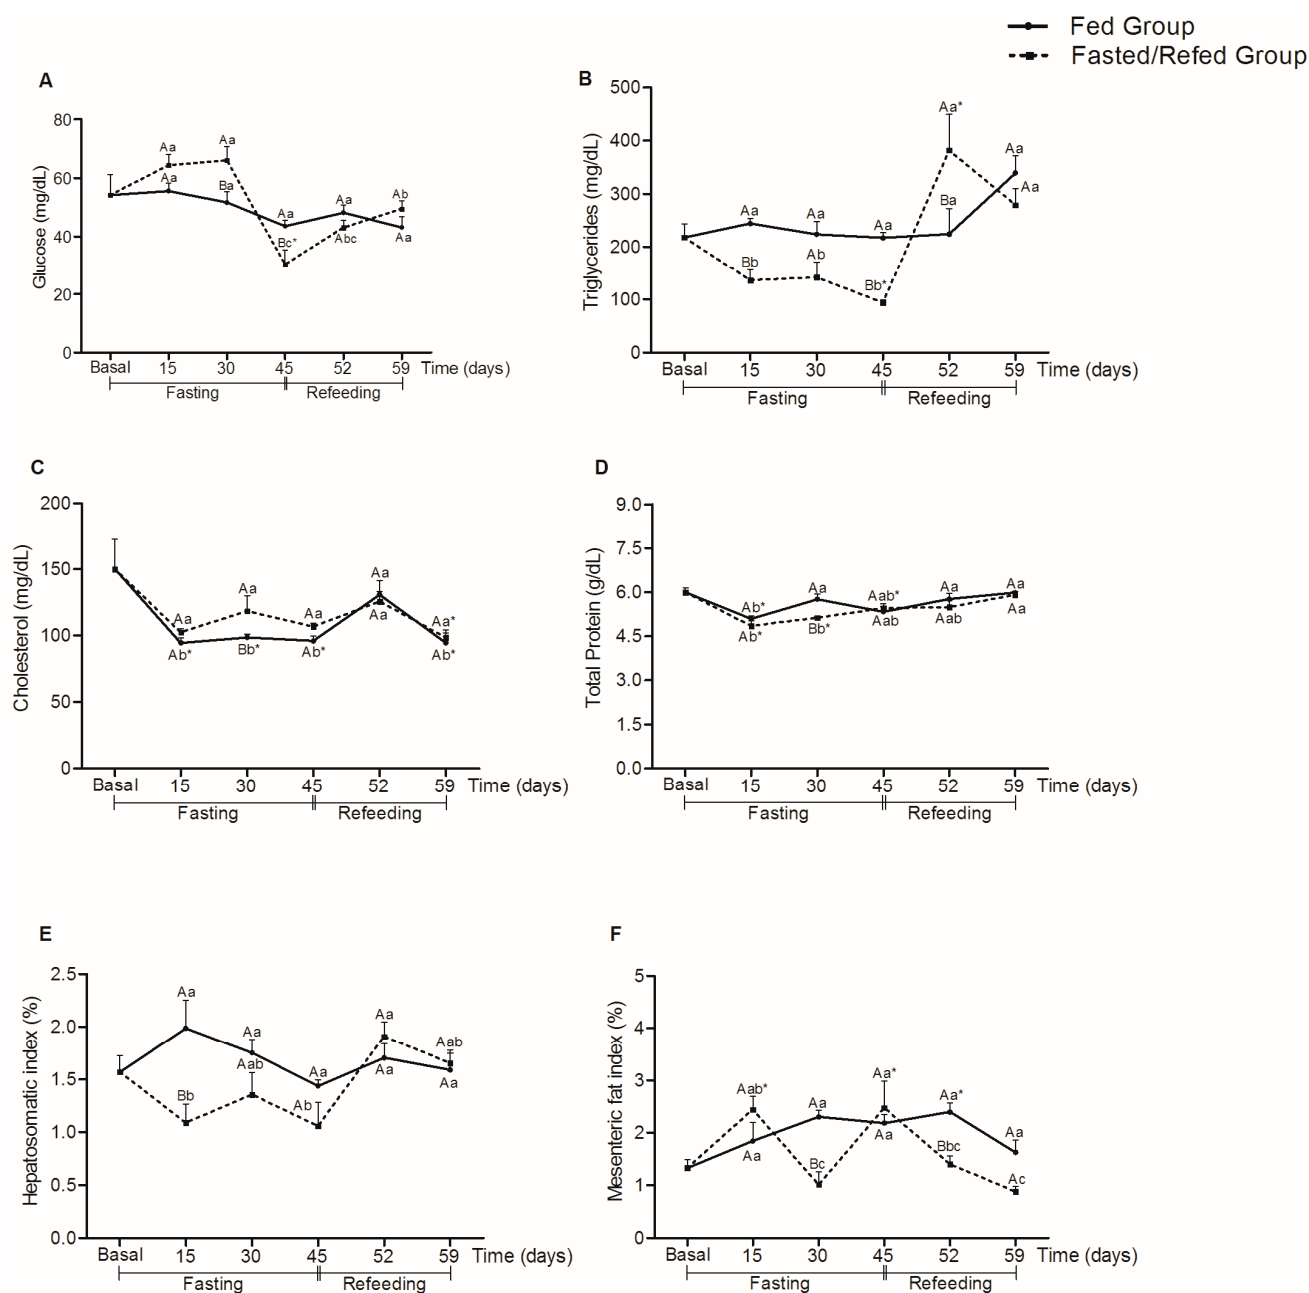 Fed Group
Fasted/Refed Group
A
Glucose (mg/dL)
80
60
40
20
0
Aa
Aa
Aa
Ba
Aa
Bc*
Aa
Abc
Ab
Aa
Basal 15 30 45 52 59 Time (days)
Fasting Refeeding
B
Triglycerides (mg/dL)
500
400
300
200
100
0
Aa
Bb
Aa
Ab
Aa
Bb*
Aa*
Ba
Aa
Aa
Basal 15 30 45 52 59 Time (days)
Fasting Refeeding
C
Cholesterol (mg/dL)
200
150
100
50
0
Aa
Ab*
Aa
Bb*
Aa
Ab*
Aa
Aa
Aa*
Ab*
Basal 15 30 45 52 59 Time (days)
Fasting Refeeding
D
Total Protein (g/dL)
9.0
7.5
6.0
4.5
3.0
1.5
0.0
Ab*
Ab*
Aa
Bb*
Aab*
Aab
Aa
Aab
Aa
Aa
Basal 15 30 45 52 59 Time (days)
Fasting Refeeding
E
Hepatosomatic index (%)
2.5
2.0
1.5
1.0
0.5
0.0
Aa
Bb
Aa
Aab
Aa
Ab
Aa
Aa
Aab
Aa
Basal 15 30 45 52 59 Time (days)
Fasting Refeeding
F
Mesenteric fat index (%)
5
4
3
2
1
0
Aab*
Aa
Aa
Bc
Aa*
Aa
Aa*
Bbc
Aa
Ac
Basal 15 30 45 52 59 Time (days)
Fasting Refeeding